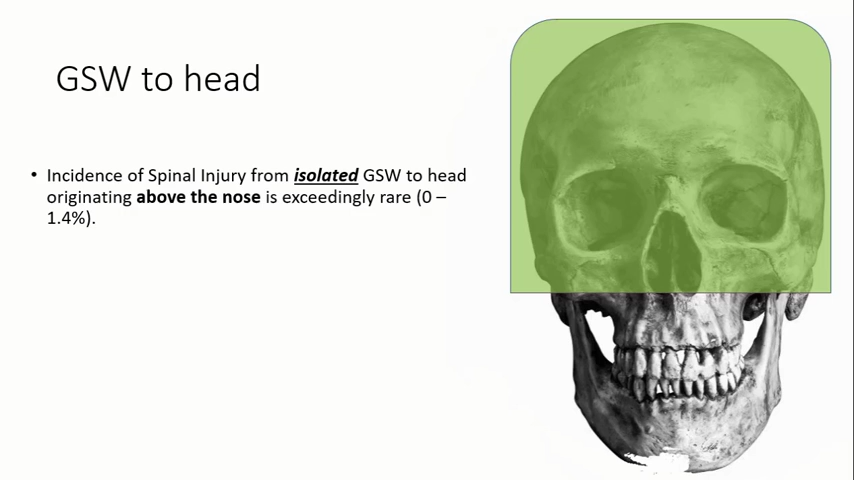 GSW to head
• Incidence of Spinal Injury from isolated GSW to head
originating above the nose is exceedingly rare (0 –
1.4%).